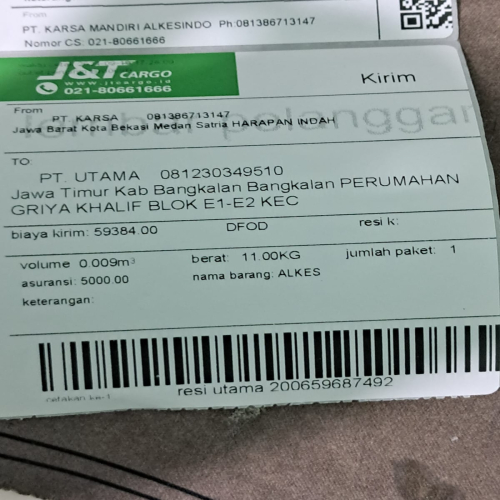 From
PT. KARSA MANDIRI ALKESINDO Ph:081386713147
Nomor CS 021-80661666
J&T CARGO
www.jtcargo.id
021-80661666
Kirim
lembar pelanggan
From
PT. KARSA 081386713147
Jawa Barat Kota Bekasi Medan Satria HARAPAN INDAH
TO:
PT. UTAMA 081230349510
Jawa Timur Kab Bangkalan Bangkalan PERUMAHAN
GRIYA KHALIF BLOK E1-E2 KEC
biaya kirim: 59384.00 DFOD resi k:
volume 0.009m³ berat: 11.00KG jumlah paket: 1
asuransi: 5000.00 nama barang: ALKES
keterangan:
resi utama 200659687492
cetakan ke-1